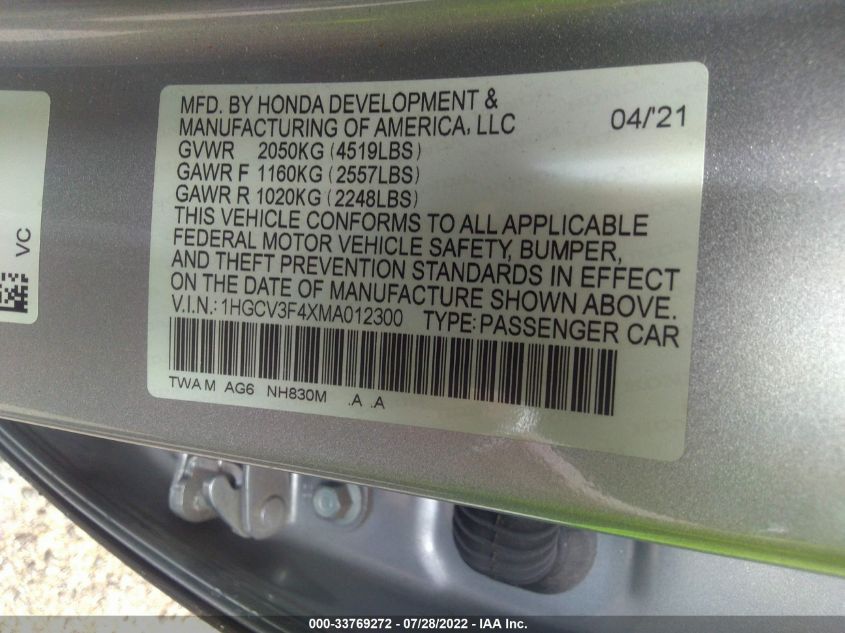 MFD. BY HONDA DEVELOPMENT &
MANUFACTURING OF AMERICA, LLC 04/'21
GVWR 2050KG (4519LBS)
GAWR F 1160KG (2557LBS)
GAWR R 1020KG (2248LBS)
THIS VEHICLE CONFORMS TO ALL APPLICABLE
FEDERAL MOTOR VEHICLE SAFETY, BUMPER,
AND THEFT PREVENTION STANDARDS IN EFFECT
ON THE DATE OF MANUFACTURE SHOWN ABOVE.
V.I.N.: 1HGCV3F4XMA012300 TYPE: PASSENGER CAR
TWA M AG6 NH830M .A .A
VC
000-33769272 - 07/28/2022 - IAA Inc.